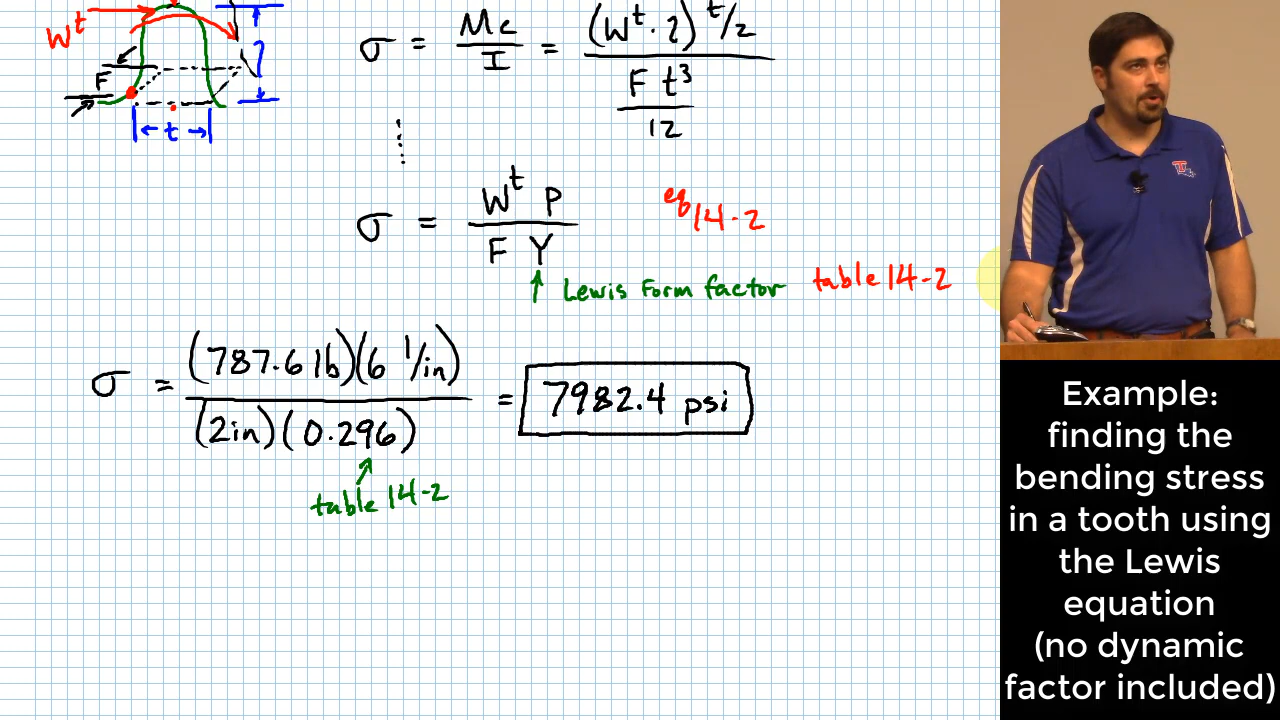 W^t
F
l
t
σ = Mc/I = (W^t · l) t/2 / (F t³/12)
σ = W^t P / F Y
eq 14-2
Lewis Form factor table 14-2
σ = (787.6 lb)(6 1/in) / (2in)(0.296) = 7982.4 psi
table 14-2
Example:
finding the
bending stress
in a tooth using
the Lewis
equation
(no dynamic
factor included)